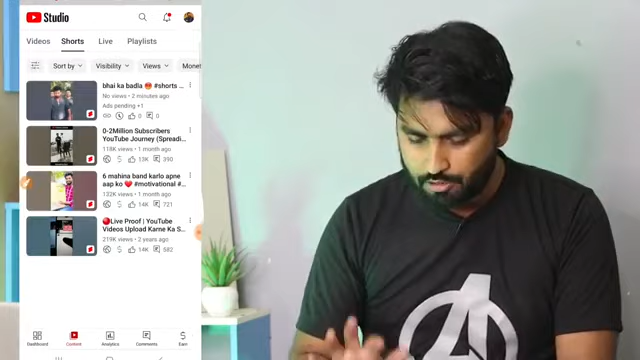 Studio
Videos Shorts Live Playlists
Sort by Visibility Views Monet
bhai ka badla 😡 #shorts ...
No views • 2 minutes ago
Ads pending +1
0 0
0-2Million Subscribers
YouTube Journey (Spreadi...
118K views • 1 month ago
13K 390
6 mahina band karlo apne
aap ko ❤️ #motivational #...
132K views • 1 month ago
14K 721
🔴Live Proof | YouTube
Videos Upload Karne Ka S...
219K views • 2 years ago
14K 582
Dashboard Content Analytics Comments Earn